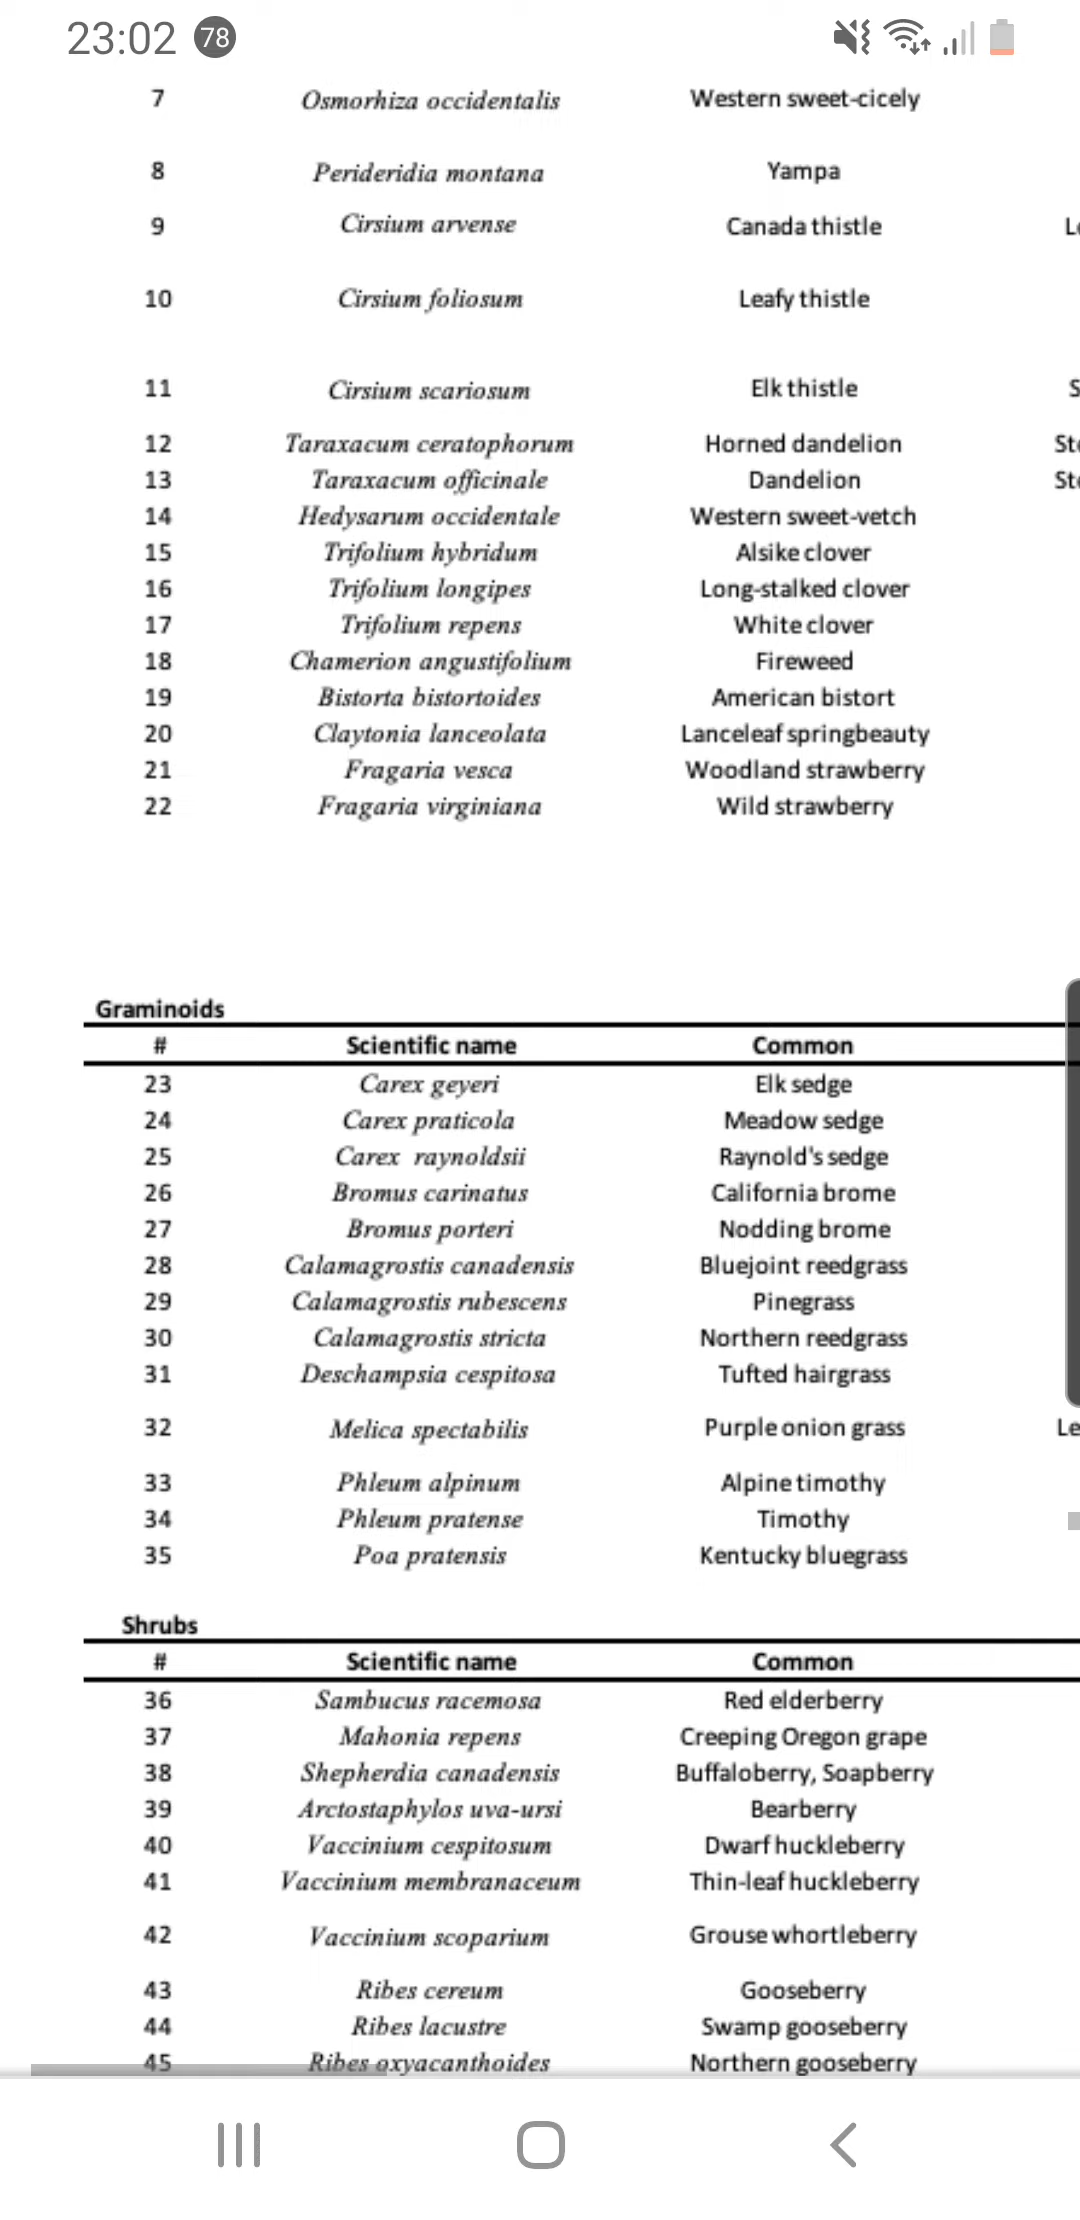 23:02 78
7 Osmorhiza occidentalis Western sweet-cicely
8 Perideridia montana Yampa
9 Cirsium arvense Canada thistle
10 Cirsium foliosum Leafy thistle
11 Cirsium scariosum Elk thistle S
12 Taraxacum ceratophorum Horned dandelion
13 Taraxacum officinale Dandelion
14 Hedysarum occidentale Western sweet-vetch
15 Trifolium hybridum Alsike clover
16 Trifolium longipes Long-stalked clover
17 Trifolium repens White clover
18 Chamerion angustifolium Fireweed
19 Bistorta bistortoides American bistort
20 Claytonia lanceolata Lanceleaf springbeauty
21 Fragaria vesca Woodland strawberry
22 Fragaria virginiana Wild strawberry
Graminoids
# Scientific name Common
23 Carex geyeri Elk sedge
24 Carex praticola Meadow sedge
25 Carex raynoldsii Raynold's sedge
26 Bromus carinatus California brome
27 Bromus porteri Nodding brome
28 Calamagrostis canadensis Bluejoint reedgrass
29 Calamagrostis rubescens Pinegrass
30 Calamagrostis stricta Northern reedgrass
31 Deschampsia cespitosa Tufted hairgrass
32 Melica spectabilis Purple onion grass Le
33 Phleum alpinum Alpine timothy
34 Phleum pratense Timothy
35 Poa pratensis Kentucky bluegrass
Shrubs
# Scientific name Common
36 Sambucus racemosa Red elderberry
37 Mahonia repens Creeping Oregon grape
38 Shepherdia canadensis Buffaloberry, Soapberry
39 Arctostaphylos uva-ursi Bearberry
40 Vaccinium cespitosum Dwarf huckleberry
41 Vaccinium membranaceum Thin-leaf huckleberry
42 Vaccinium scoparium Grouse whortleberry
43 Ribes cereum Gooseberry
44 Ribes lacustre Swamp gooseberry
45 Ribes oxyacanthoides Northern gooseberry